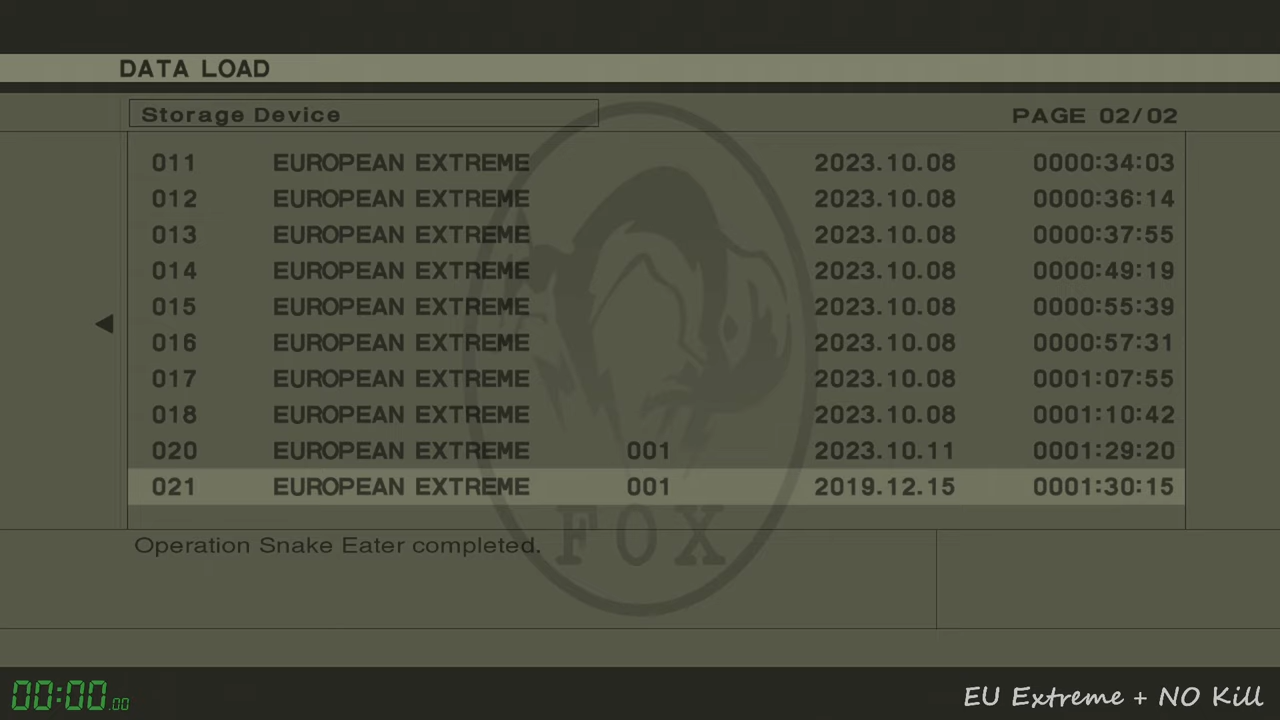 DATA LOAD
Storage Device PAGE 02/02
011 EUROPEAN EXTREME 2023.10.08 0000:34:03
012 EUROPEAN EXTREME 2023.10.08 0000:36:14
013 EUROPEAN EXTREME 2023.10.08 0000:37:55
014 EUROPEAN EXTREME 2023.10.08 0000:49:19
015 EUROPEAN EXTREME 2023.10.08 0000:55:39
016 EUROPEAN EXTREME 2023.10.08 0000:57:31
017 EUROPEAN EXTREME 2023.10.08 0001:07:55
018 EUROPEAN EXTREME 2023.10.08 0001:10:42
020 EUROPEAN EXTREME 001 2023.10.11 0001:29:20
021 EUROPEAN EXTREME 001 2019.12.15 0001:30:15
FOX
Operation Snake Eater completed.
00:00.00 EU Extreme + NO Kill